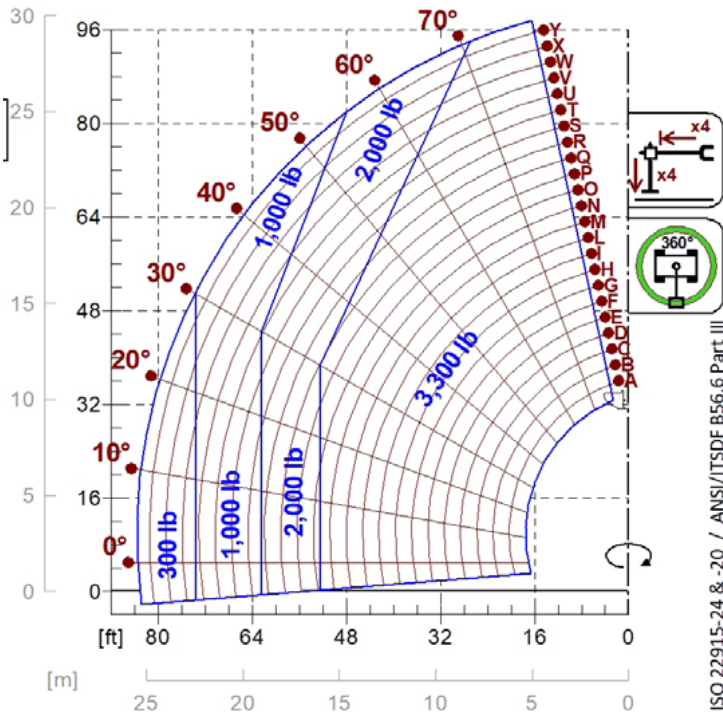 30
25
20
15
10
5
0
96
80
64
48
32
16
0
70°
60°
50°
40°
30°
20°
10°
0°
Y
X
W
V
U
T
S
R
Q
P
O
N
M
L
I
H
G
F
E
D
C
B
A
2,000 lb
1,000 lb
3,300 lb
300 lb
1,000 lb
2,000 lb
x4
x4
360°
ISO 22915-24 & -20 / ANSI/ITSDF B56.6 Part III
[ft] 80 64 48 32 16 0
[m]
25 20 15 10 5 0